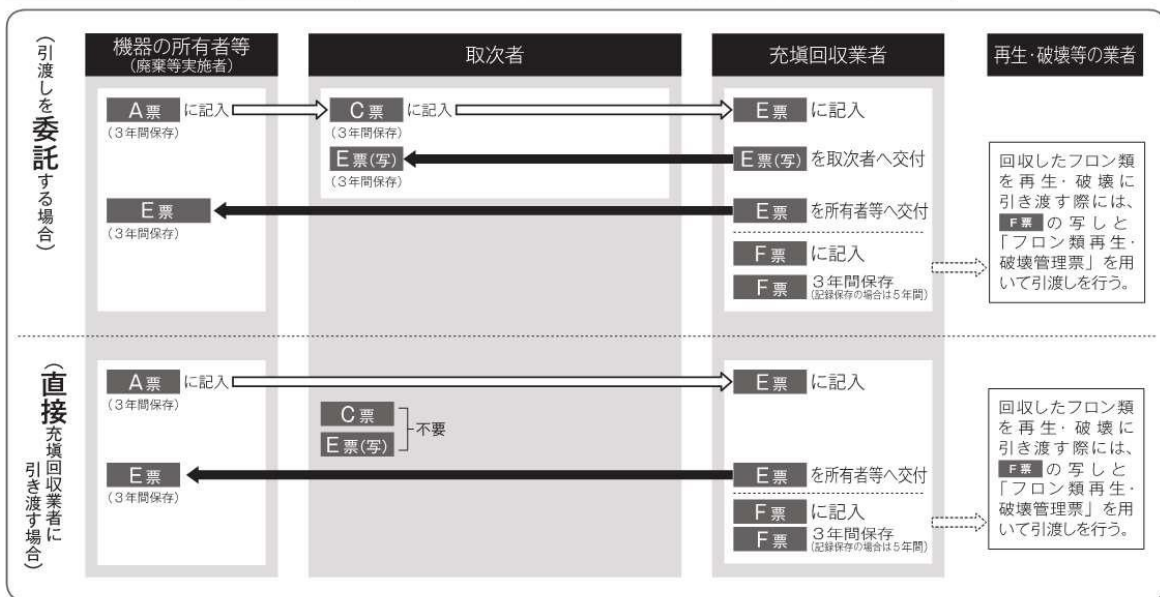 機器の所有者等
(廃棄等実施者)
取次者
充塡回収業者
再生・破壊等の業者
(引渡しを委託する場合)
A票 に記入
(3年間保存)
C票 に記入
(3年間保存)
E票 に記入
E票(写)
(3年間保存)
E票(写) を取次者へ交付
E票
(3年間保存)
E票 を所有者等へ交付
F票 に記入
F票 3年間保存
(記録保存の場合は5年間)
回収したフロン類
を再生・破壊に
引き渡す際には、
F票 の写しと
「フロン類再生・
破壊管理票」を用
いて引渡しを行う。
(直接充塡回収業者に
引き渡す場合)
A票 に記入
(3年間保存)
E票 に記入
C票
E票(写)
不要
E票
(3年間保存)
E票 を所有者等へ交付
F票 に記入
F票 3年間保存
(記録保存の場合は5年間)
回収したフロン類
を再生・破壊に
引き渡す際には、
F票 の写しと
「フロン類再生・
破壊管理票」を用
いて引渡しを行う。